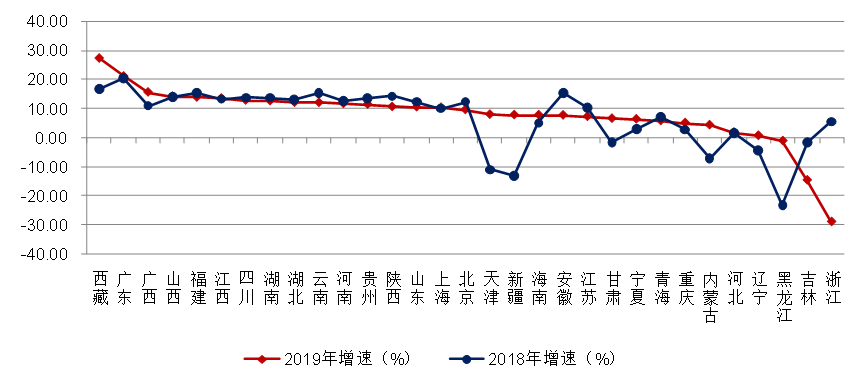 40.00
30.00
20.00
10.00
0.00
-10.00
-20.00
-30.00
-40.00
西藏
广东
广西
山西
福建
江西
四川
湖南
湖北
云南
河南
贵州
陕西
山东
上海
北京
天津
新疆
海南
安徽
江苏
甘肃
宁夏
青海
重庆
内蒙古
河北
辽宁
黑龙江
吉林
浙江
2019年增速（%）
2018年增速（%）